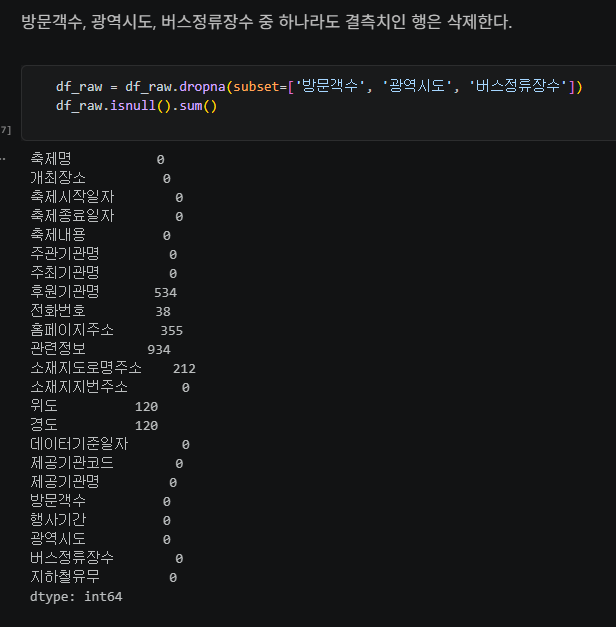 방문객수, 광역시도, 버스정류장수 중 하나라도 결측치인 행은 삭제한다.
df_raw = df_raw.dropna(subset=['방문객수', '광역시도', '버스정류장수'])
df_raw.isnull().sum()
7]
..
축제명 0
개최장소 0
축제시작일자 0
축제종료일자 0
축제내용 0
주관기관명 0
주최기관명 0
후원기관명 534
전화번호 38
홈페이지주소 355
관련정보 934
소재지도로명주소 212
소재지지번주소 0
위도 120
경도 120
데이터기준일자 0
제공기관코드 0
제공기관명 0
방문객수 0
행사기간 0
광역시도 0
버스정류장수 0
지하철유무 0
dtype: int64